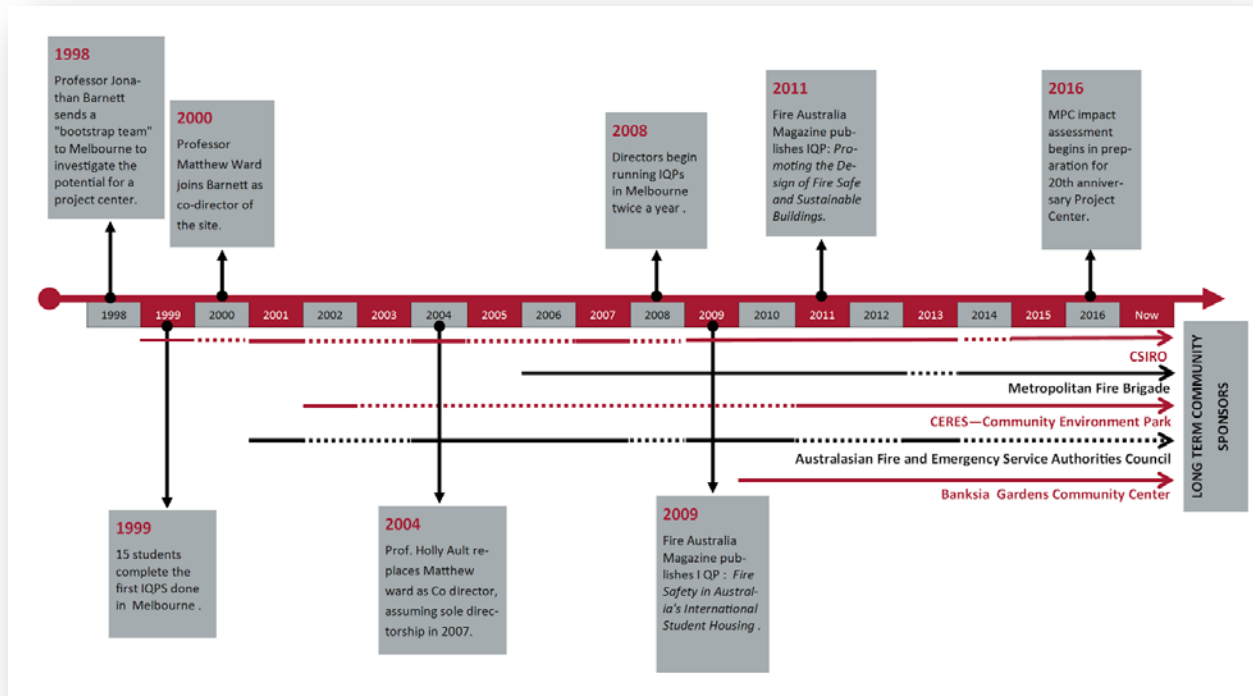 1998
Professor Jona-
than Barnett
sends a
"bootstrap team"
to Melbourne to
investigate the
potential for a
project center.
2000
Professor
Matthew Ward
joins Barnett as
co-director of
the site.
2008
Directors begin
running IQPs
in Melbourne
twice a year .
2011
Fire Australia
Magazine pub-
lishes IQP: Pro-
moting the De-
sign of Fire Safe
and Sustainable
Buildings.
2016
MPC impact
assessment
begins in prep-
aration for
20th anniver-
sary Project
Center.
1998 1999 2000 2001 2002 2003 2004 2005 2006 2007 2008 2009 2010 2011 2012 2013 2014 2015 2016 Now
CSIRO
Metropolitan Fire Brigade
CERES—Community Environment Park
Australasian Fire and Emergency Service Authorities Council
Banksia Gardens Community Center
LONG TERM COMMUNITY
SPONSORS
1999
15 students
complete the
first IQPS done
in Melbourne .
2004
Prof. Holly Ault re-
places Matthew
ward as Co director,
assuming sole direc-
torship in 2007.
2009
Fire Australia
Magazine pub-
lishes I QP : Fire
Safety in Austral-
ia's International
Student Housing .